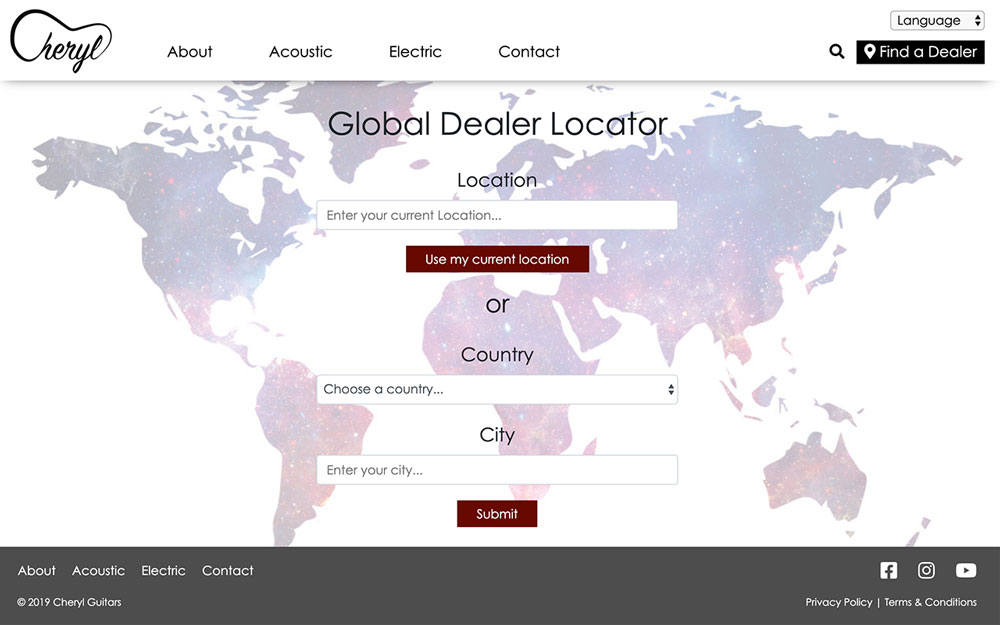 Cheryl
Language
About Acoustic Electric Contact
Find a Dealer
Global Dealer Locator
Location
Enter your current Location...
Use my current location
or
Country
Choose a country...
City
Enter your city...
Submit
About Acoustic Electric Contact
© 2019 Cheryl Guitars
Privacy Policy | Terms & Conditions